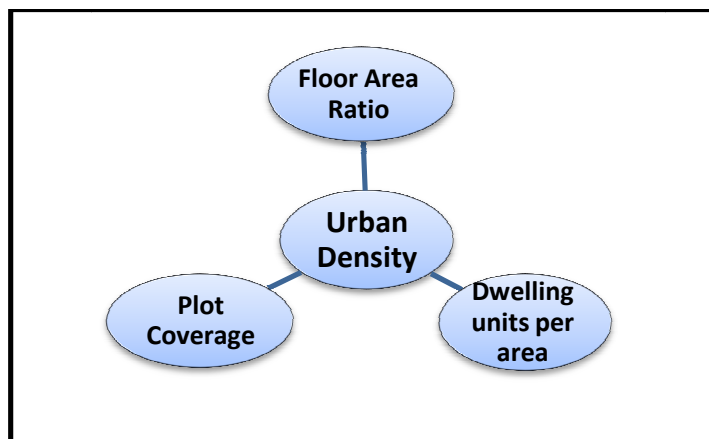 Floor Area
Ratio
Urban
Density
Plot
Coverage
Dwelling
units per
area